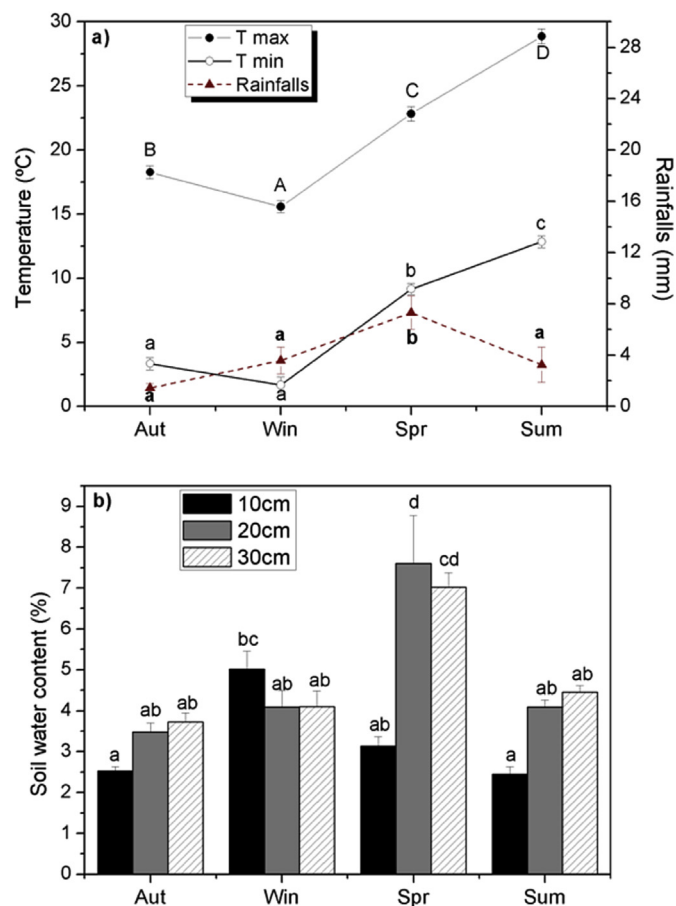 a)
T max
T min
Rainfalls
Temperature (ºC)
Rainfalls (mm)
30
25
20
15
10
5
0
28
24
20
16
12
8
4
0
B
A
C
D
a
a
b
c
a
a
b
a
Aut Win Spr Sum
b)
10cm
20cm
30cm
Soil water content (%)
9
8
7
6
5
4
3
2
1
0
a ab ab
bc ab ab
ab d cd
a ab ab
Aut Win Spr Sum